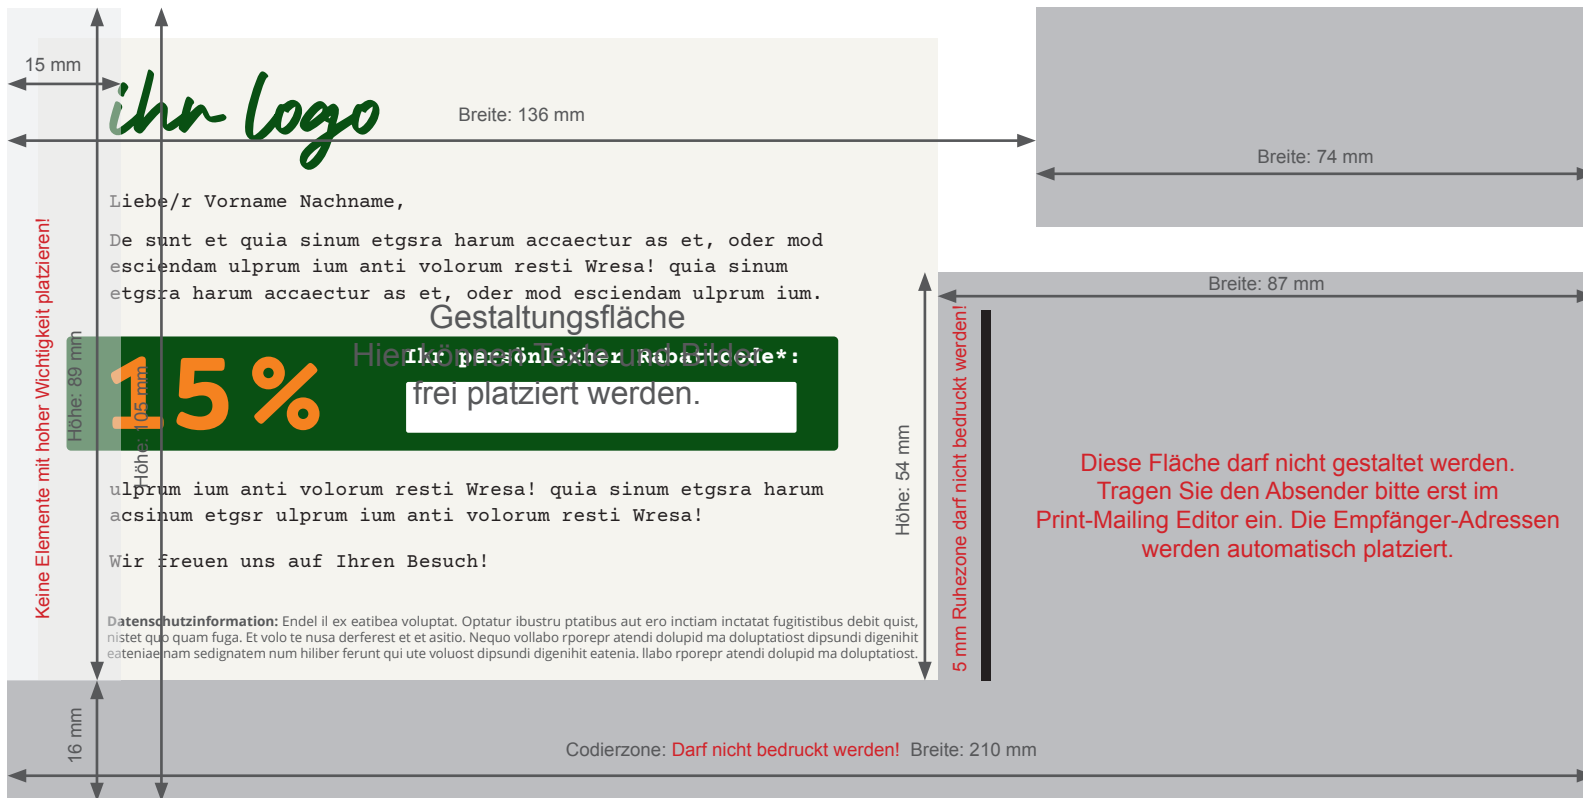 15 mm
ihr logo
Breite: 136 mm
Breite: 74 mm
Liebe/r Vorname Nachname,
De sunt et quia sinum etgsra harum accaectur as et, oder mod
esciendam ulprum ium anti volorum resti Wresa! quia sinum
etgsra harum accaectur as et, oder mod esciendam ulprum ium.
Gestaltungsfläche
Hier können Texte und Bilder
frei platziert werden.
15%
Ihr persönlicher Rabattcode*:
ulprum ium anti volorum resti Wresa! quia sinum etgsra harum
acsinum etgsr ulprum ium anti volorum resti Wresa!
Wir freuen uns auf Ihren Besuch!
Datenschutzinformation: Endel il ex eatibea voluptat. Optatur ibustru ptatibus aut ero inctiam inctatat fugitistibus debit quist,
nistet quo quam fuga. Et volo te nusa derferest et et asitio. Nequo vollabo rporepr atendi dolupid ma doluptatiost dipsundi digenihit
eateniae nam sedignatem num hiliber ferunt qui ute voluost dipsundi digenihit eatenia. llabo rporepr atendi dolupid ma doluptatiost.
Keine Elemente mit hoher Wichtigkeit platzieren!
Höhe: 89 mm
Höhe: 105 mm
Höhe: 54 mm
Breite: 87 mm
5 mm Ruhezone darf nicht bedruckt werden!
Diese Fläche darf nicht gestaltet werden.
Tragen Sie den Absender bitte erst im
Print-Mailing Editor ein. Die Empfänger-Adressen
werden automatisch platziert.
16 mm
Codierzone: Darf nicht bedruckt werden! Breite: 210 mm